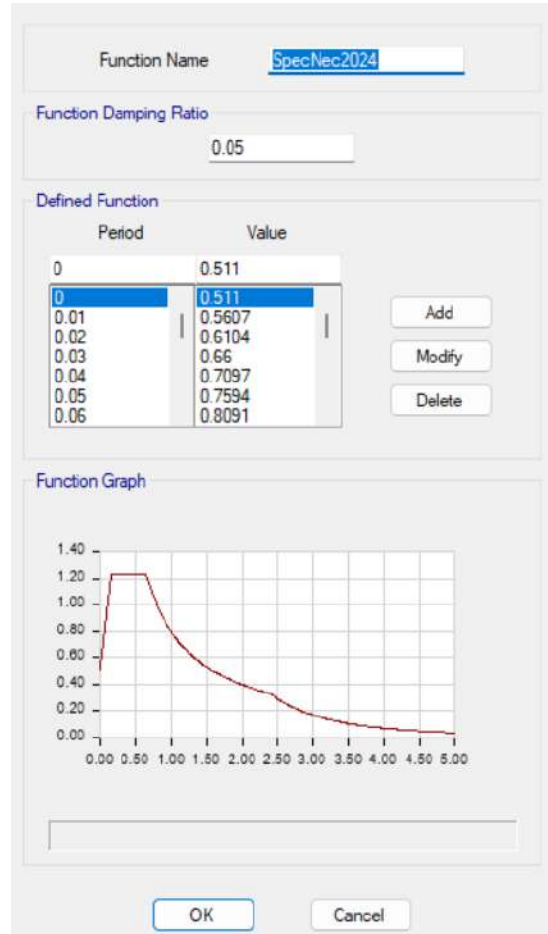 Function Name SpecNec2024
Function Damping Ratio
0.05
Defined Function
Period Value
0 0.511
0 0.511
0.01 0.5607
0.02 0.6104
0.03 0.66
0.04 0.7097
0.05 0.7594
0.06 0.8091
Add
Modify
Delete
Function Graph
1.40
1.20
1.00
0.80
0.60
0.40
0.20
0.00
0.00 0.50 1.00 1.50 2.00 2.50 3.00 3.50 4.00 4.50 5.00
OK Cancel